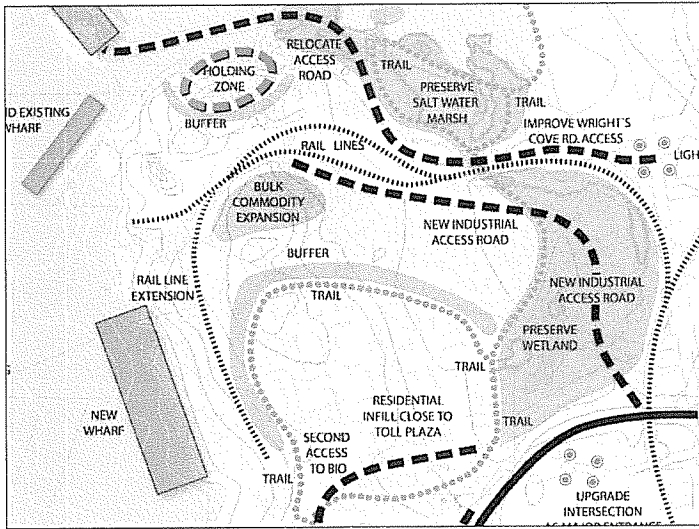 RELOCATE
ACCESS
ROAD
TRAIL
HOLDING
ZONE
PRESERVE
SALT WATER
MARSH
TRAIL
BUFFER
ND EXISTING
WHARF
IMPROVE WRIGHT'S
COVE RD. ACCESS
LIGH
RAIL LINES
BULK
COMMODITY
EXPANSION
NEW INDUSTRIAL
ACCESS ROAD
BUFFER
RAIL LINE
EXTENSION
TRAIL
NEW INDUSTRIAL
ACCESS ROAD
PRESERVE
WETLAND
TRAIL
NEW
WHARF
RESIDENTIAL
INFILL CLOSE TO
TOLL PLAZA
TRAIL
SECOND
ACCESS
TO BIO
TRAIL
UPGRADE
INTERSECTION